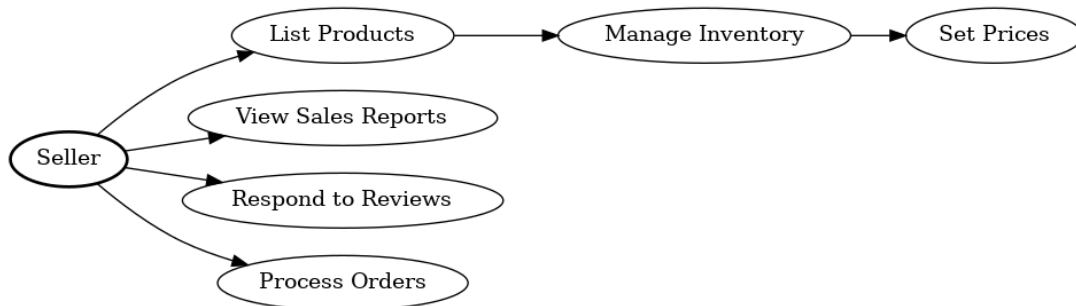 List Products
Manage Inventory
Set Prices
View Sales Reports
Seller
Respond to Reviews
Process Orders